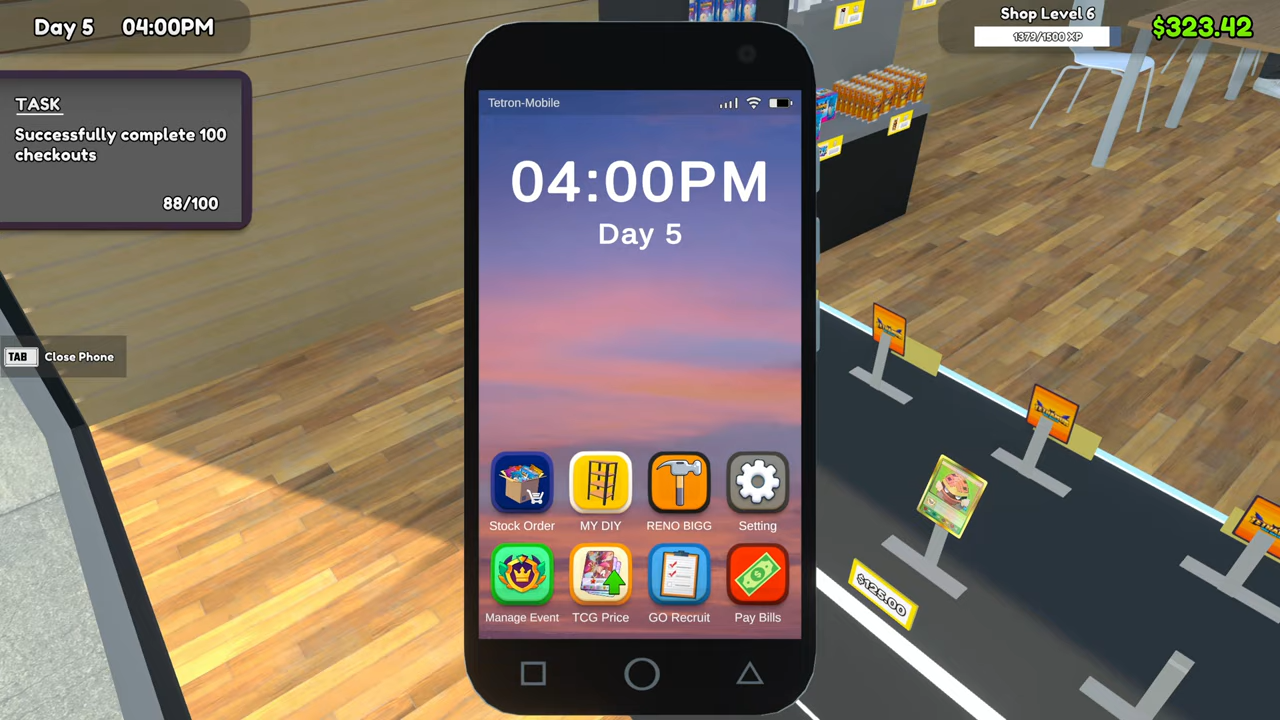 Day 5 04:00PM
Shop Level 6
1379/1500 XP
$323.42
TASK
Successfully complete 100
checkouts
88/100
TAB Close Phone
Tetron-Mobile
04:00PM
Day 5
Stock Order MY DIY RENO BIGG Setting
Manage Event TCG Price GO Recruit Pay Bills
$125.00